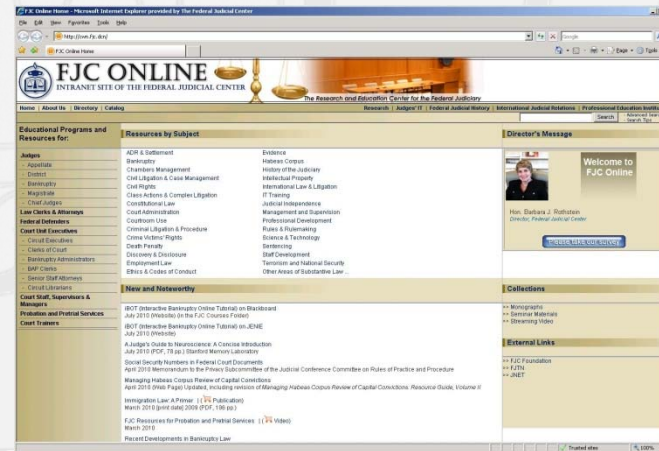 FJC Online Home - Microsoft Internet Explorer provided by The Federal Judicial Center
File Edit View Favorites Tools Help
http://cwn.fjc.dcn/
Google
FJC Online Home
Page Tools
FJC ONLINE
INTRANET SITE OF THE FEDERAL JUDICIAL CENTER
The Research and Education Center for the Federal Judiciary
Home | About Us | Directory | Catalog
Research | Judges' IT | Federal Judicial History | International Judicial Relations | Professional Education Institu
Search
Advanced Sear
Search Tips
Educational Programs and Resources for:
Judges
- Appellate
- District
- Bankruptcy
- Magistrate
- Chief Judges
Law Clerks & Attorneys
Federal Defenders
Court Unit Executives
- Circuit Executives
- Clerks of Court
- Bankruptcy Administrators
- BAP Clerks
- Senior Staff Attorneys
- Circuit Librarians
Court Staff, Supervisors & Managers
Probation and Pretrial Services
Court Trainers
Resources by Subject
ADR & Settlement
Bankruptcy
Chambers Management
Civil Litigation & Case Management
Civil Rights
Class Actions & Complex Litigation
Constitutional Law
Court Administration
Courtroom Use
Criminal Litigation & Procedure
Crime Victims' Rights
Death Penalty
Discovery & Disclosure
Employment Law
Ethics & Codes of Conduct
Evidence
Habeas Corpus
History of the Judiciary
Intellectual Property
International Law & Litigation
IT Training
Judicial Independence
Management and Supervision
Professional Development
Rules & Rulemaking
Science & Technology
Sentencing
Staff Development
Terrorism and National Security
Other Areas of Substantive Law ...
New and Noteworthy
iBOT (Interactive Bankruptcy Online Tutorial) on Blackboard
July 2010 (Website) (In the FJC Courses Folder)
iBOT (Interactive Bankruptcy Online Tutorial) on JENIE
July 2010 (Website)
A Judge's Guide to Neuroscience: A Concise Introduction
July 2010 (PDF, 78 pp.) Stanford Memory Laboratory
Social Security Numbers in Federal Court Documents
April 2010 Memorandum to the Privacy Subcommittee of the Judicial Conference Committee on Rules of Practice and Procedure
Managing Habeas Corpus Review of Capital Convictions
April 2010 (Web Page) Updated, including revision of Managing Habeas Corpus Review of Capital Convictions. Resource Guide, Volume II
Immigration Law: A Primer | ( Publication)
March 2010 (print date) 2009 (PDF, 196 pp.)
FJC Resources for Probation and Pretrial Services | ( Video)
March 2010
Recent Developments in Bankruptcy Law
Director's Message
Welcome to
FJC Online
Hon. Barbara J. Rothstein
Director, Federal Judicial Center
Please take our survey
Collections
>> Monographs
>> Seminar Materials
>> Streaming Video
External Links
>> FJC Foundation
>> FJTN
>> JNET
Trusted sites
100%